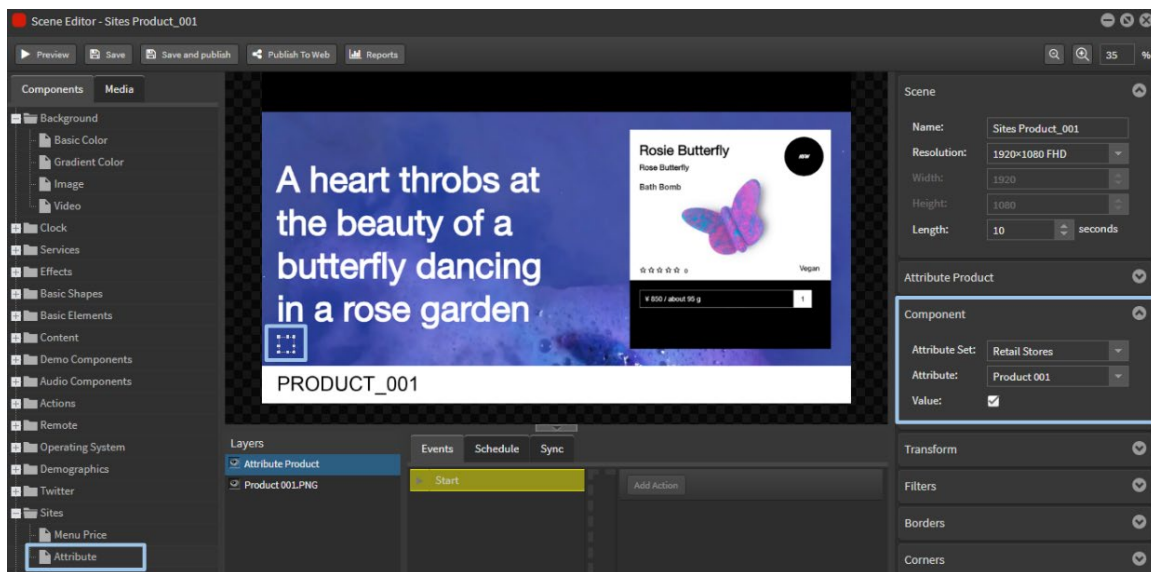 Scene Editor - Sites Product_001
Preview
Save
Save and publish
Publish To Web
Reports
35 %
Components
Media
Background
Basic Color
Gradient Color
Image
Video
Clock
Services
Effects
Basic Shapes
Basic Elements
Content
Demo Components
Audio Components
Actions
Remote
Operating System
Demographics
Twitter
Sites
Menu Price
Attribute
A heart throbs at
the beauty of a
butterfly dancing
in a rose garden
Rosie Butterfly
Rose Butterfly
Bath Bomb
NEW
0
Vegan
¥ 850 / about 95 g
1
PRODUCT_001
Layers
Attribute Product
Product 001.PNG
Events
Schedule
Sync
Start
Add Action
Scene
Name: Sites Product_001
Resolution: 1920×1080 FHD
Width: 1920
Height: 1080
Length: 10 seconds
Attribute Product
Component
Attribute Set: Retail Stores
Attribute: Product 001
Value:
Transform
Filters
Borders
Corners